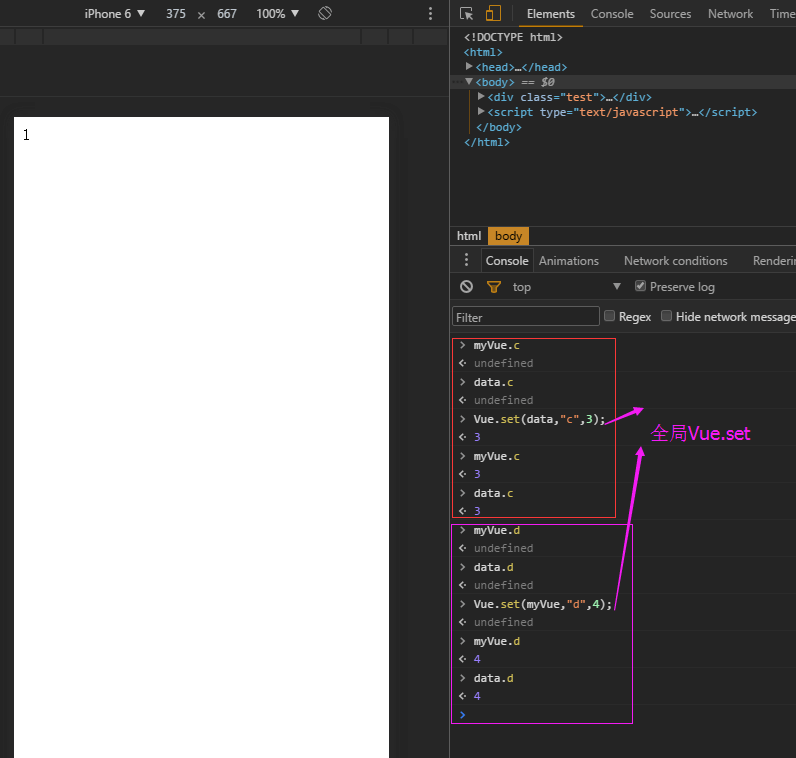 iPhone 6 ▼ 375 × 667 100% ▼
Elements Console Sources Network Time
<!DOCTYPE html>
<html>
▶<head>…</head>
…▼<body> == $0
▶<div class="test">…</div>
▶<script type="text/javascript">…</script>
</body>
</html>
1
html body
Console Animations Network conditions Renderin
top ▼ Preserve log
Filter Regex Hide network message
> myVue.c
<· undefined
> data.c
<· undefined
> Vue.set(data,"c",3);
<· 3
全局Vue.set
> myVue.c
<· 3
> data.c
<· 3
> myVue.d
<· undefined
> data.d
<· undefined
> Vue.set(myVue,"d",4);
<· undefined
> myVue.d
<· 4
> data.d
<· 4
>